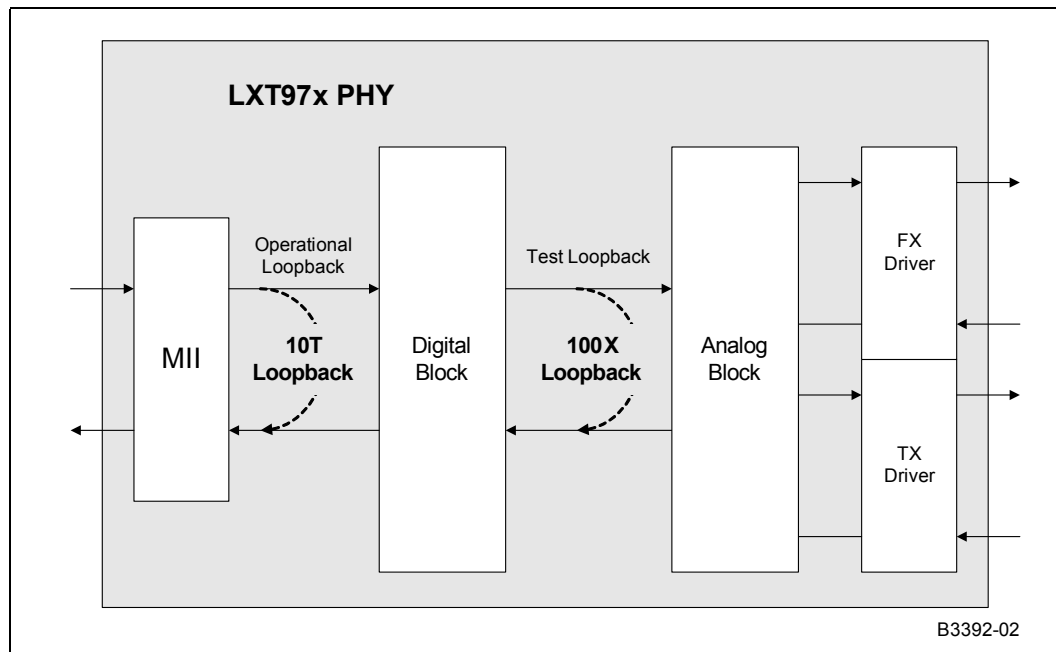 LXT97x PHY
MII
Operational
Loopback
10T
Loopback
Digital
Block
Test Loopback
100X
Loopback
Analog
Block
FX
Driver
TX
Driver
B3392-02